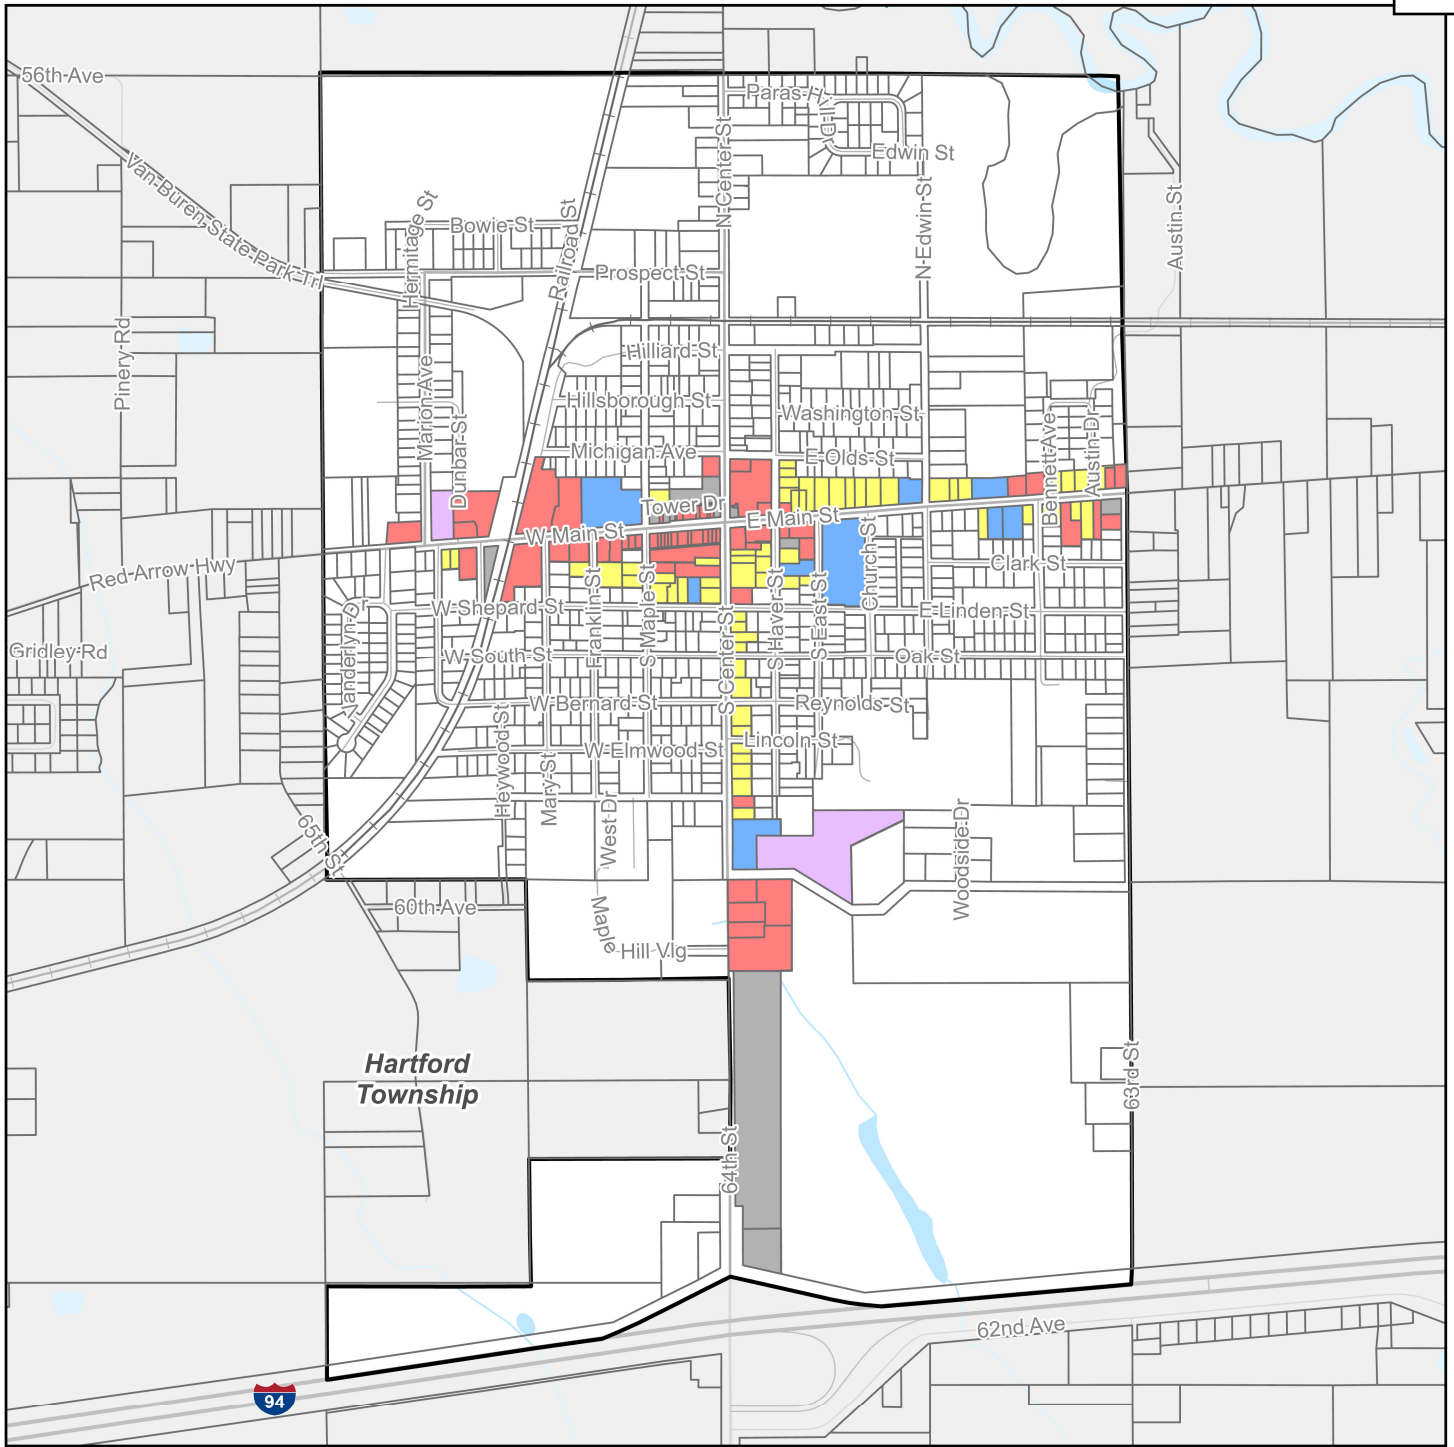 56th Ave
Paras Hill Dr
Edwin St
Van Buren State Park Trl
N Center St
Hermitage St
Bowie St
Railroad St
N Edwin St
Austin St
Prospect St
Pinery Rd
Hilliard St
Marion Ave
Hillsborough St
Washington St
Dunbar St
Michigan Ave
E Olds St
Bennett Ave
Austin Dr
Tower Dr
W Main St
E Main St
Church St
Red Arrow Hwy
Clark St
Vanderlyn Dr
W Shepard St
Franklin St
S Maple St
S Haver St
S East St
E Linden St
Gridley Rd
W South St
S Center St
Oak St
W Bernard St
Reynolds St
Heywood St
W Elmwood St
Lincoln St
Mary St
West Dr
65th St
Woodside Dr
60th Ave
Maple
Hill Vlg
Hartford
Township
63rd St
64th St
62nd Ave
94